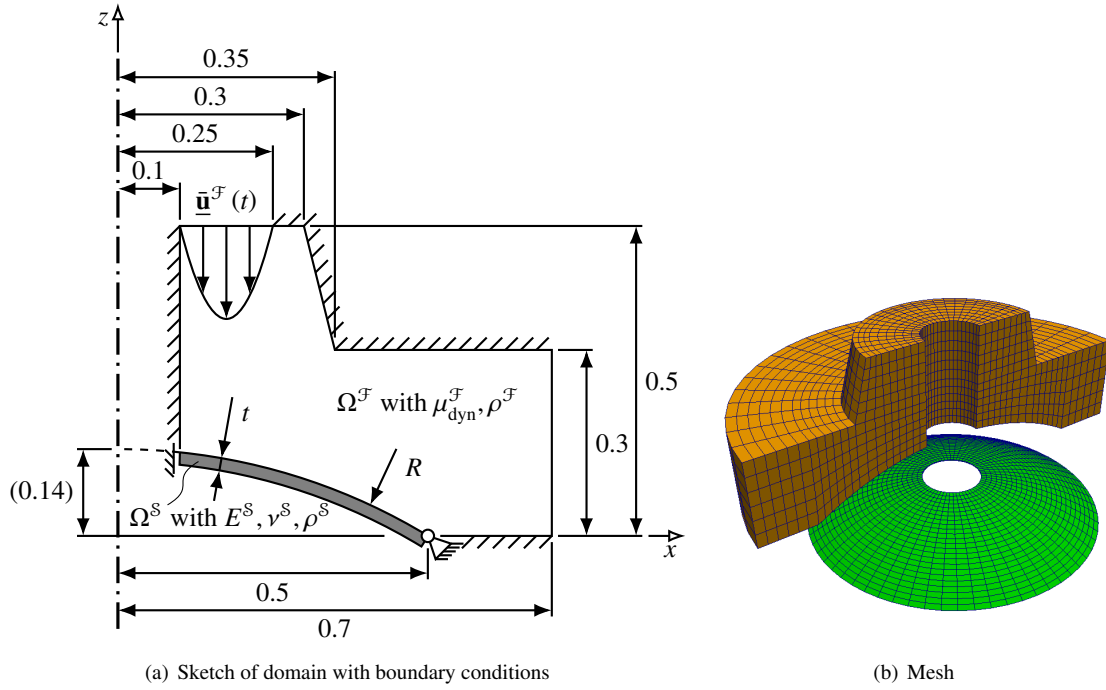 z
0.35
0.3
0.25
0.1
ū^ℱ (t)
0.5
Ω^ℱ with μ^ℱ_dyn, ρ^ℱ
t
0.3
R
(0.14)
Ω^𝒮 with E^𝒮, ν^𝒮, ρ^𝒮
x
0.5
0.7
(a) Sketch of domain with boundary conditions
(b) Mesh